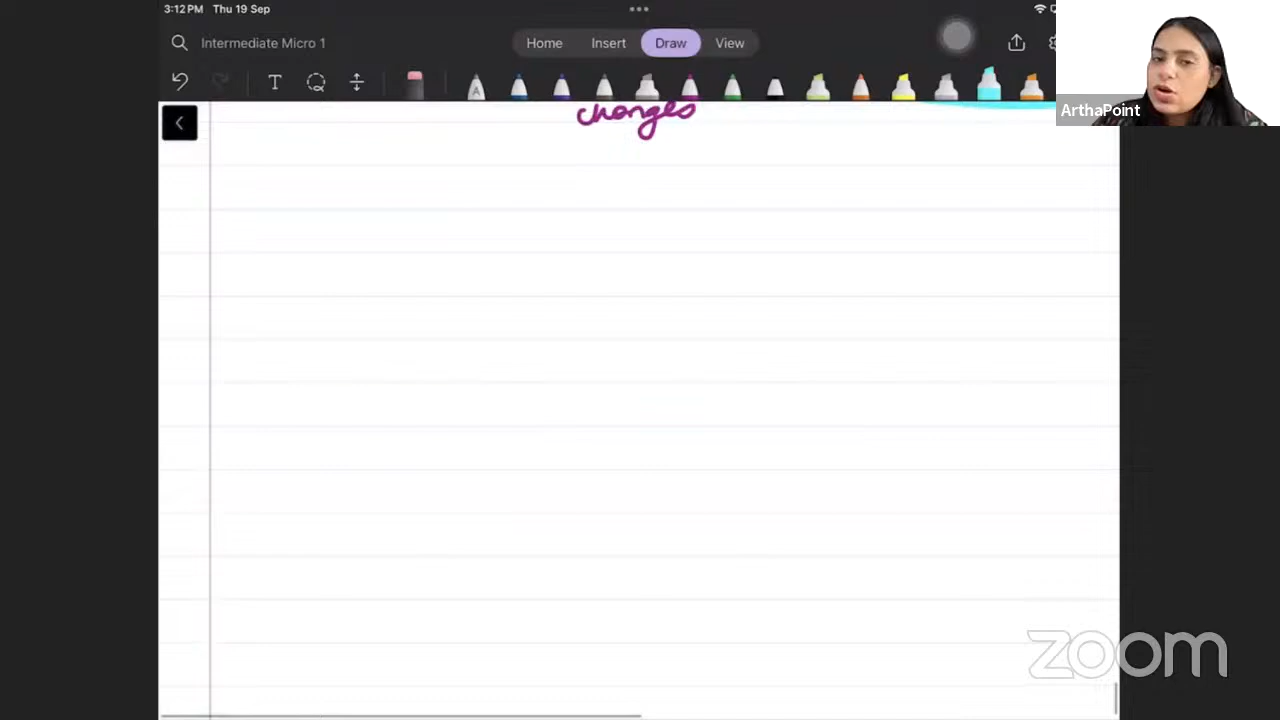 3:12 PM Thu 19 Sep
Intermediate Micro 1
Home Insert Draw View
T
A
ArthaPoint
changes
zoom